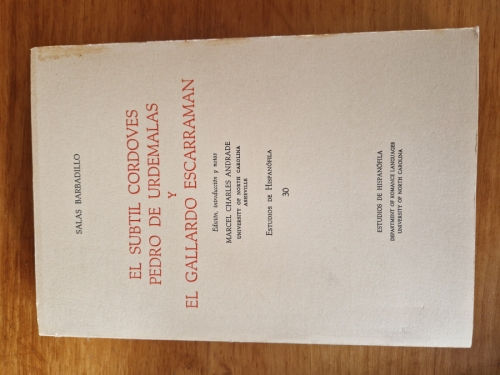 SALAS BARBADILLO
EL SUBTIL CORDOVES
PEDRO DE URDEMALAS
Y
EL GALLARDO ESCARRAMAN
Edición, introducción y notas
MARCEL CHARLES ANDRADE
UNIVERSITY OF NORTH CAROLINA
ASHEVILLE
ESTUDIOS DE HISPANÓFILA
30
ESTUDIOS DE HISPANÓFILA
DEPARTMENT OF ROMANCE LANGUAGES
UNIVERSITY OF NORTH CAROLINA